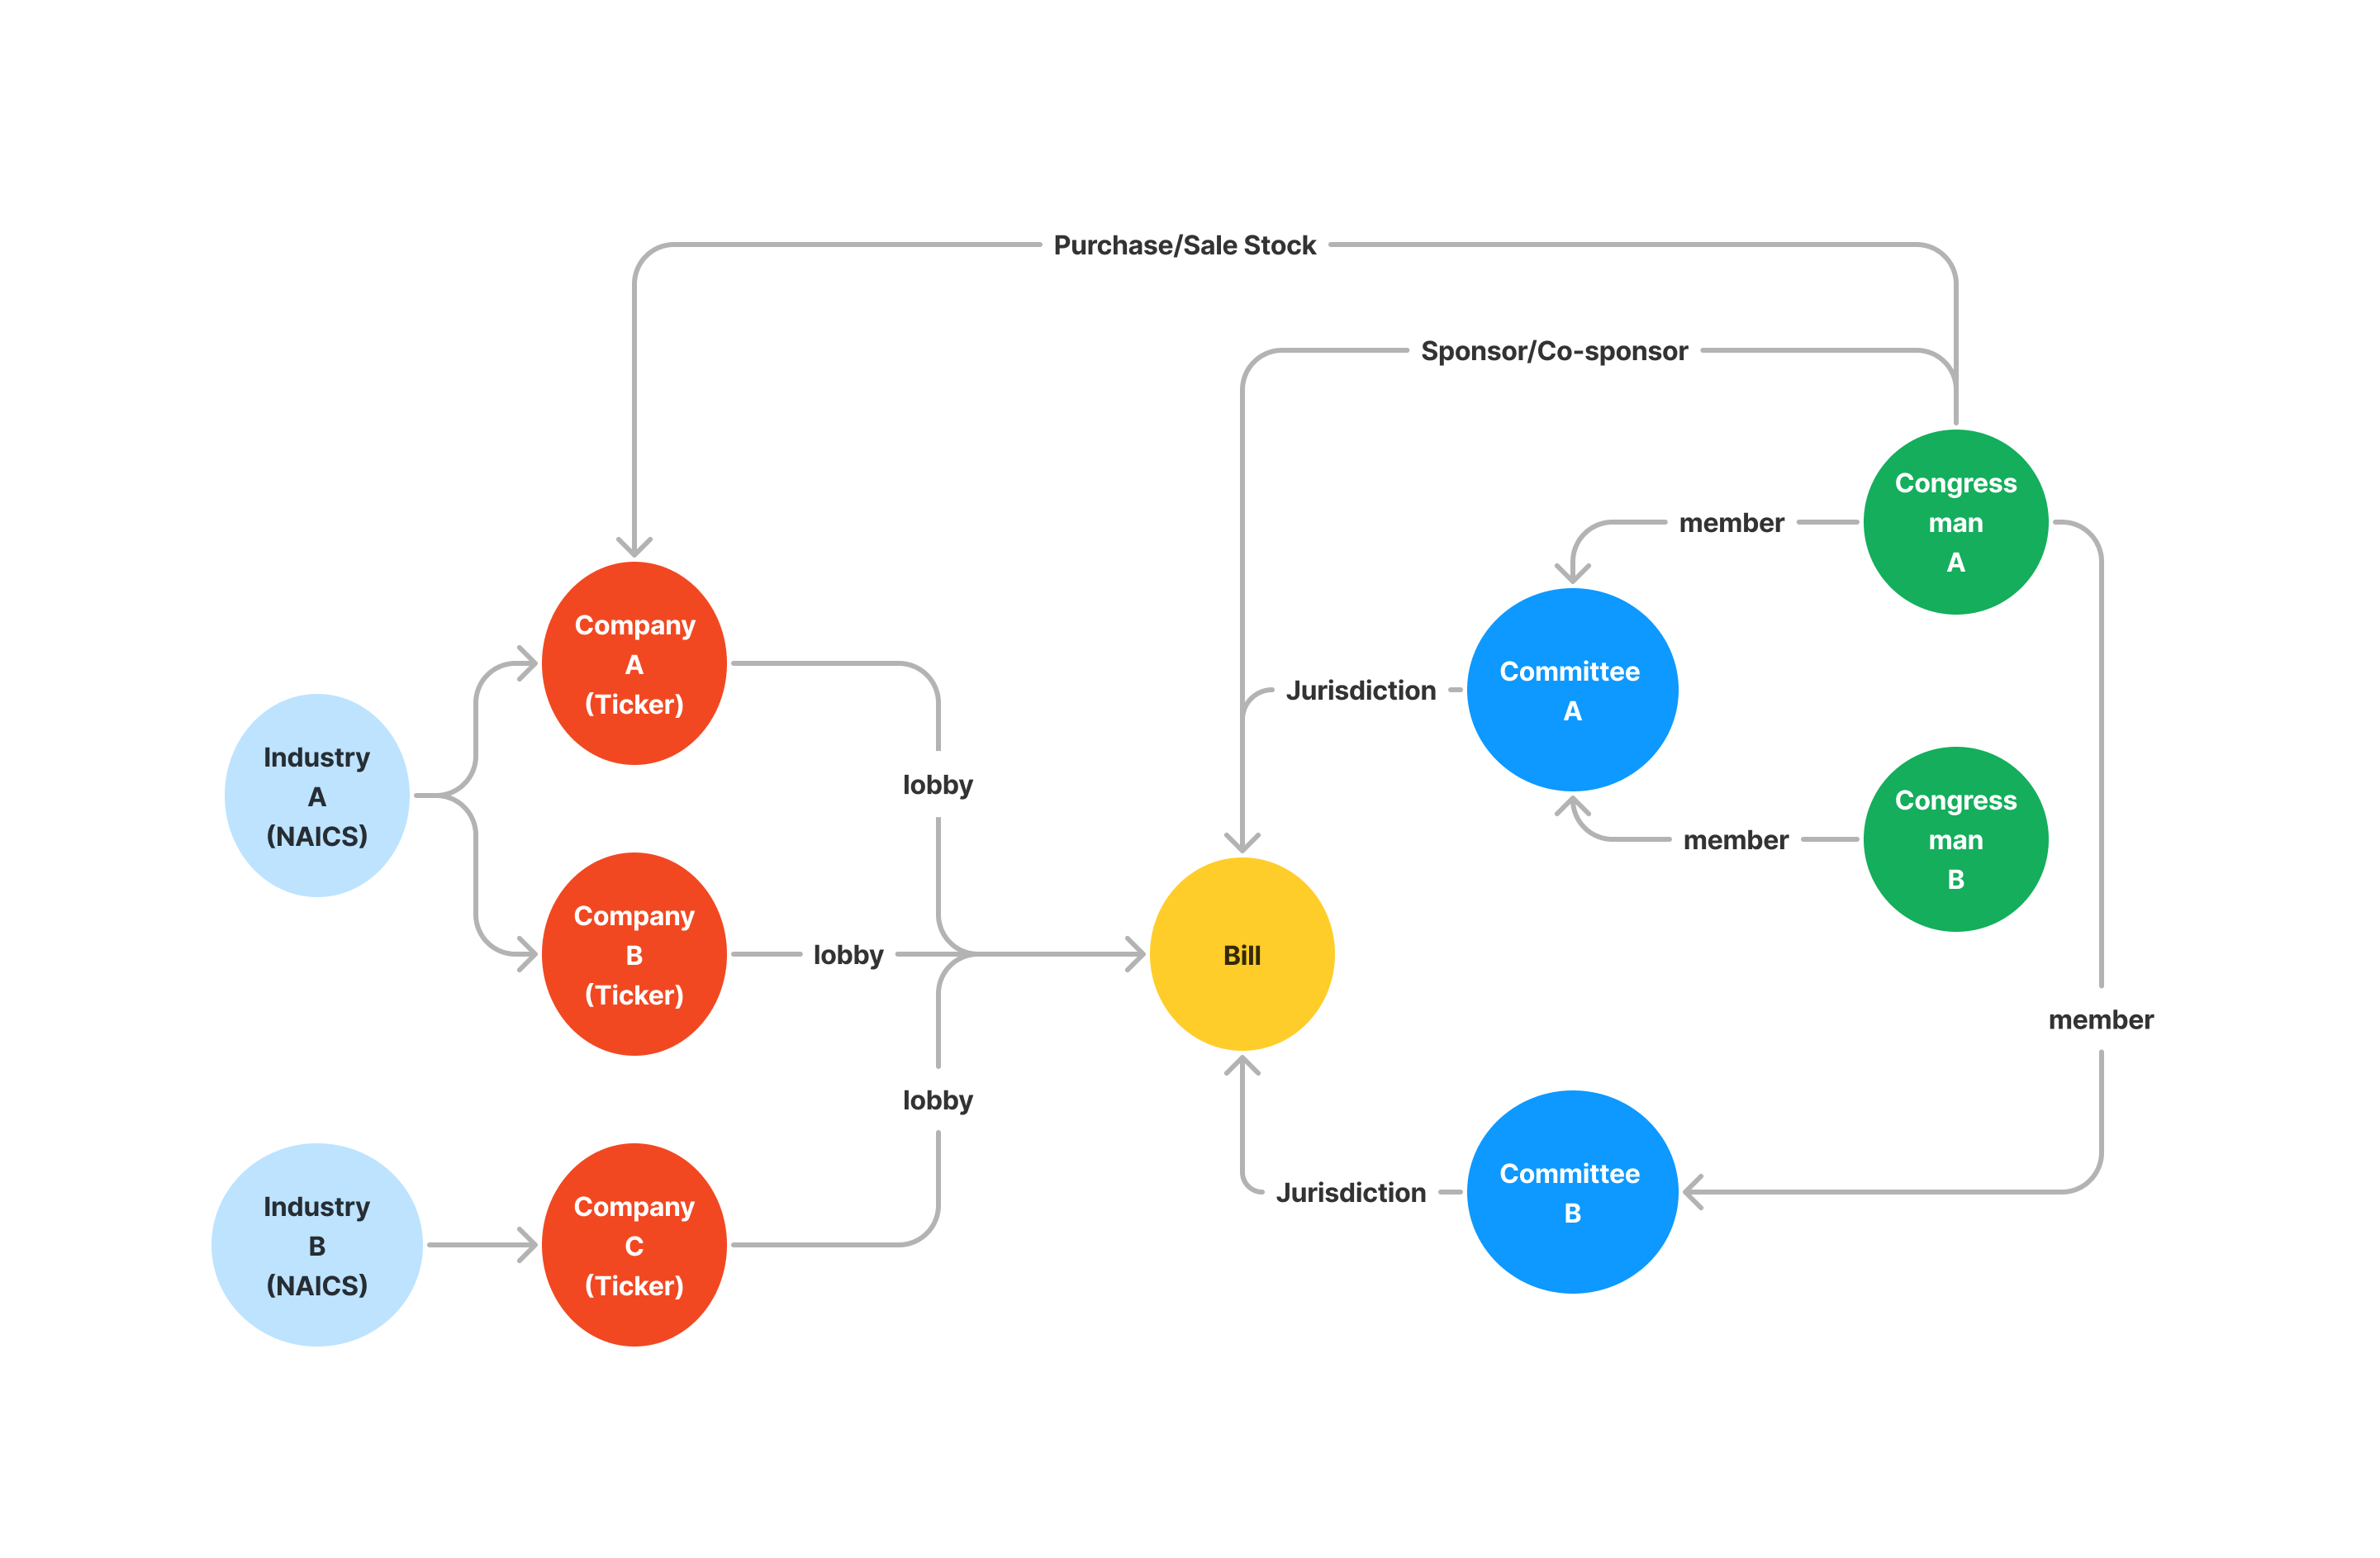 Purchase/Sale Stock
Sponsor/Co-sponsor
Congress
man
A
member
Company
A
(Ticker)
Committee
A
Jurisdiction
Industry
A
(NAICS)
lobby
Congress
man
B
member
Company
B
(Ticker)
lobby
Bill
member
lobby
Committee
B
Jurisdiction
Industry
B
(NAICS)
Company
C
(Ticker)